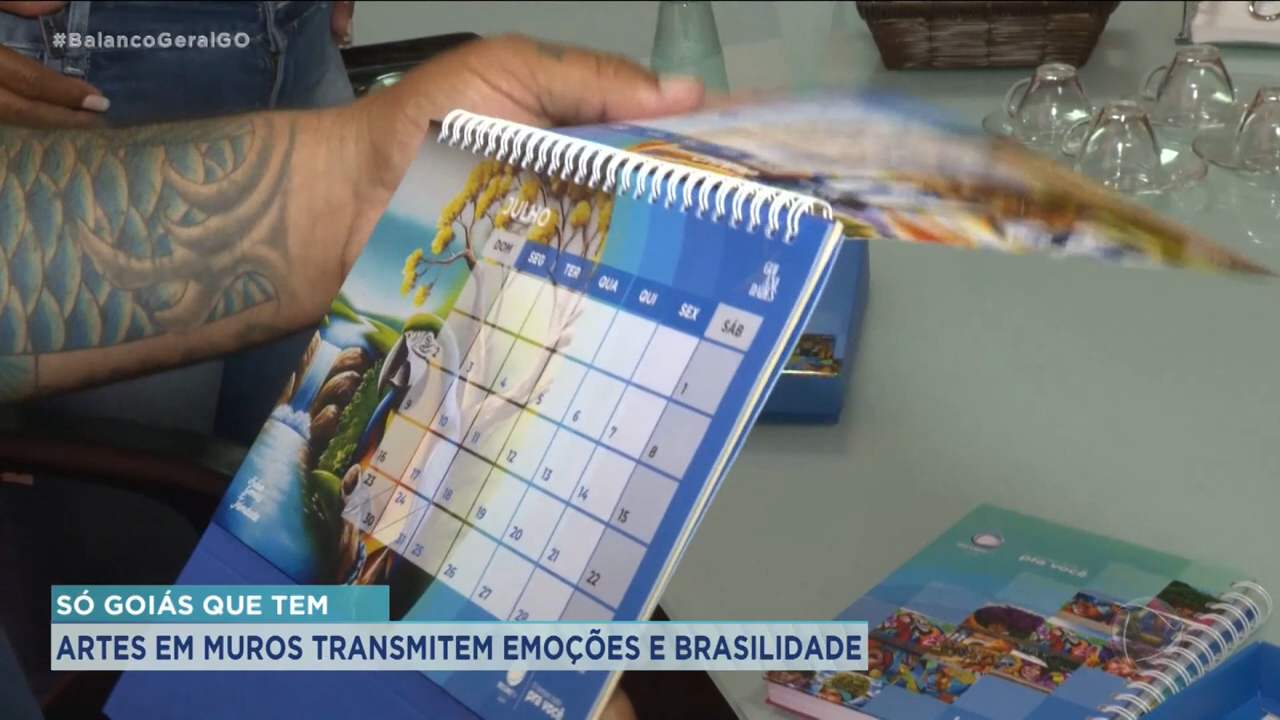 #BalancoGeralGO
JULHO
DOM SEG TER QUA QUI SEX SÁB
1
2 3 4 5 6 7 8
9 10 11 12 13 14 15
16 17 18 19 20 21 22
23 24 25 26 27 28
30 31
pra você
pra você
SÓ GOIÁS QUE TEM
ARTES EM MUROS TRANSMITEM EMOÇÕES E BRASILIDADE